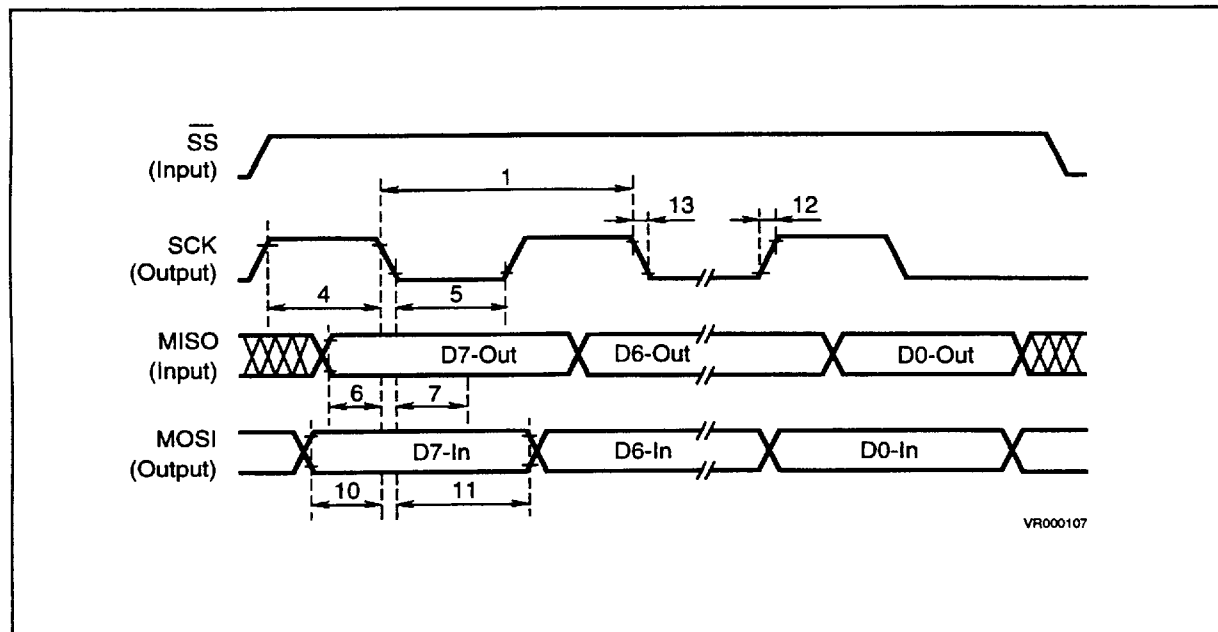 SS
(Input)
1
13
12
SCK
(Output)
4
5
MISO
(Input)
D7-Out
D6-Out
D0-Out
6
7
MOSI
(Output)
D7-In
D6-In
D0-In
10
11
VR000107